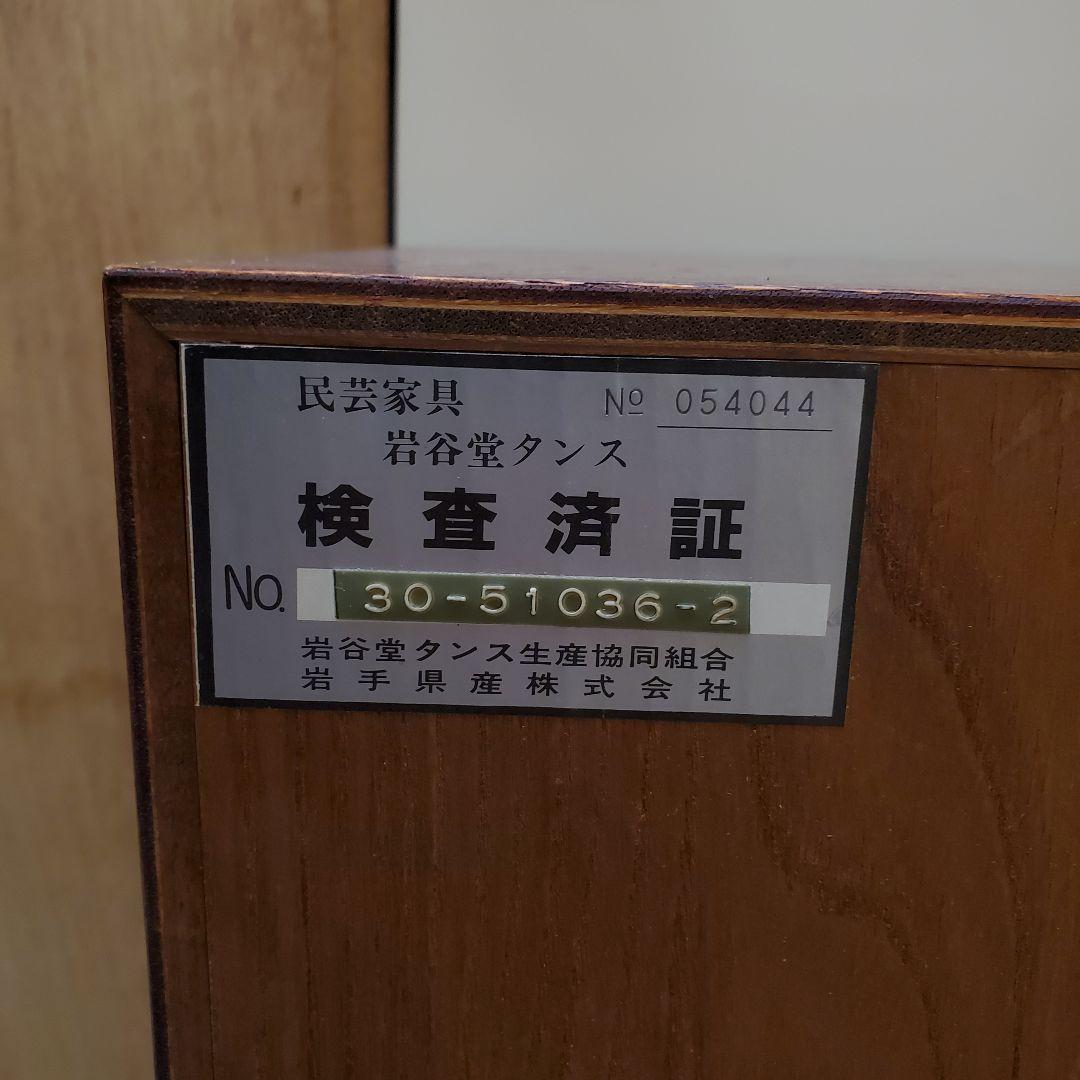 民芸家具 № 054044
岩谷堂タンス
検査済証
No. 30-51036-2
岩谷堂タンス生産協同組合
岩手県産株式会社